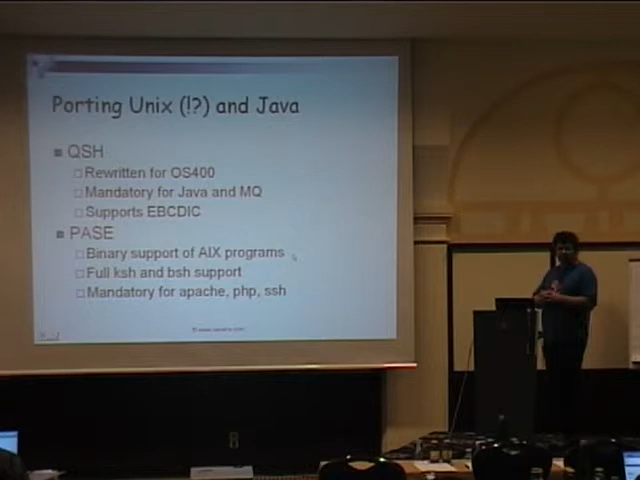 Porting Unix (!?) and Java
QSH
Rewritten for OS400
Mandatory for Java and MQ
Supports EBCDIC
PASE
Binary support of AIX programs
Full ksh and bsh support
Mandatory for apache, php, ssh